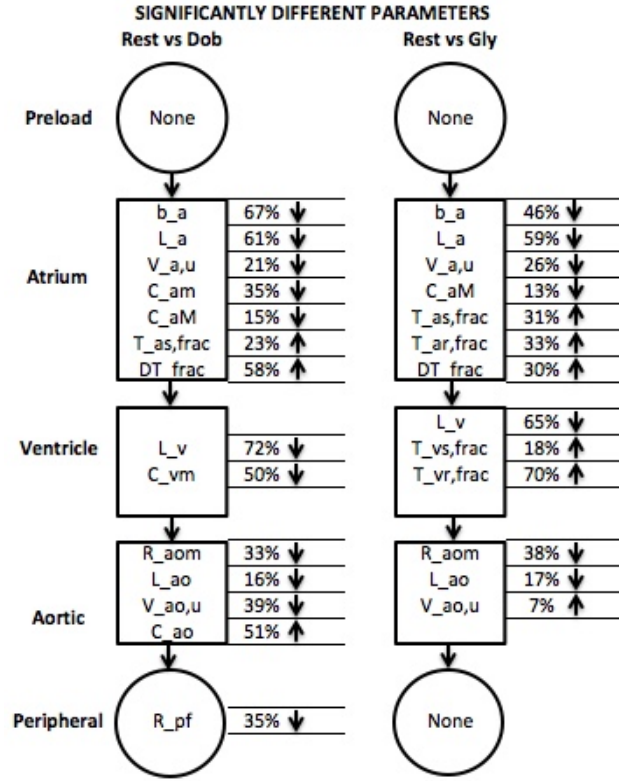 SIGNIFICANTLY DIFFERENT PARAMETERS
Rest vs Dob Rest vs Gly
Preload None None
Atrium
b_a 67% ↓ b_a 46% ↓
L_a 61% ↓ L_a 59% ↓
V_a,u 21% ↓ V_a,u 26% ↓
C_am 35% ↓ C_aM 13% ↓
C_aM 15% ↓ T_as,frac 31% ↑
T_as,frac 23% ↑ T_ar,frac 33% ↑
DT_frac 58% ↑ DT_frac 30% ↑
Ventricle
L_v 65% ↓
L_v 72% ↓ T_vs,frac 18% ↑
C_vm 50% ↓ T_vr,frac 70% ↑
Aortic
R_aom 33% ↓ R_aom 38% ↓
L_ao 16% ↓ L_ao 17% ↓
V_ao,u 39% ↓ V_ao,u 7% ↑
C_ao 51% ↑
Peripheral R_pf 35% ↓ None